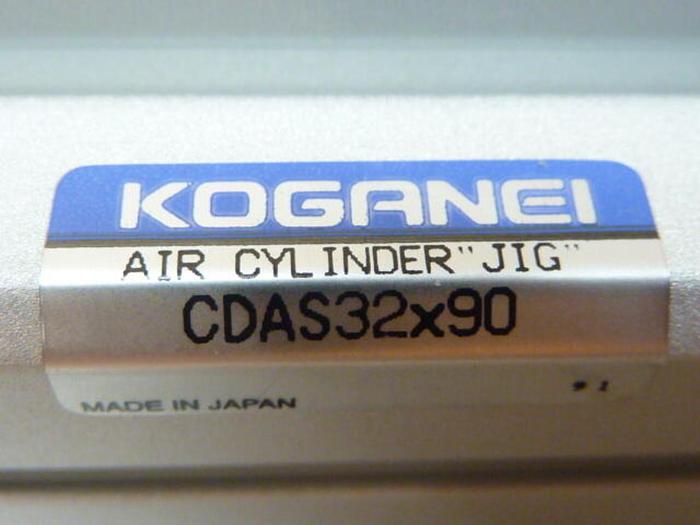 KOGANEI
AIR CYLINDER"JIG"
CDAS32x90
MADE IN JAPAN